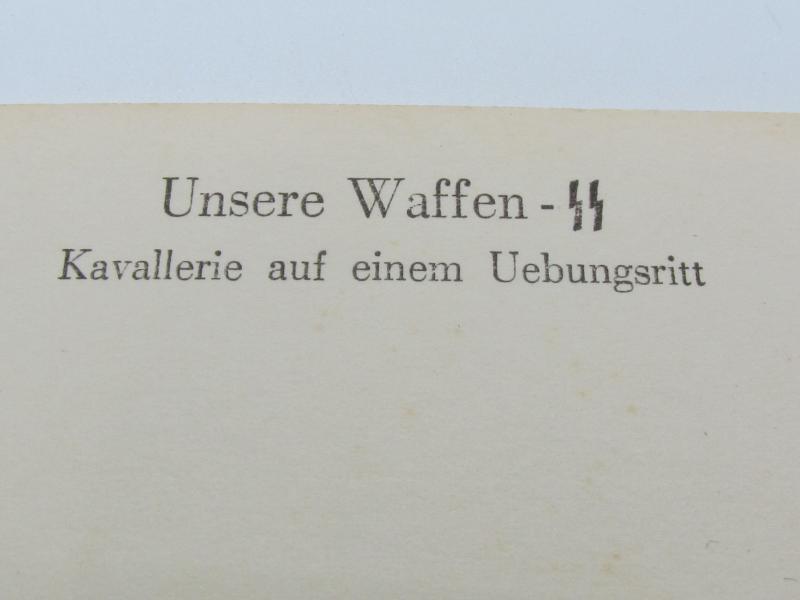 Unsere Waffen - ᛋᛋ
Kavallerie auf einem Uebungsritt